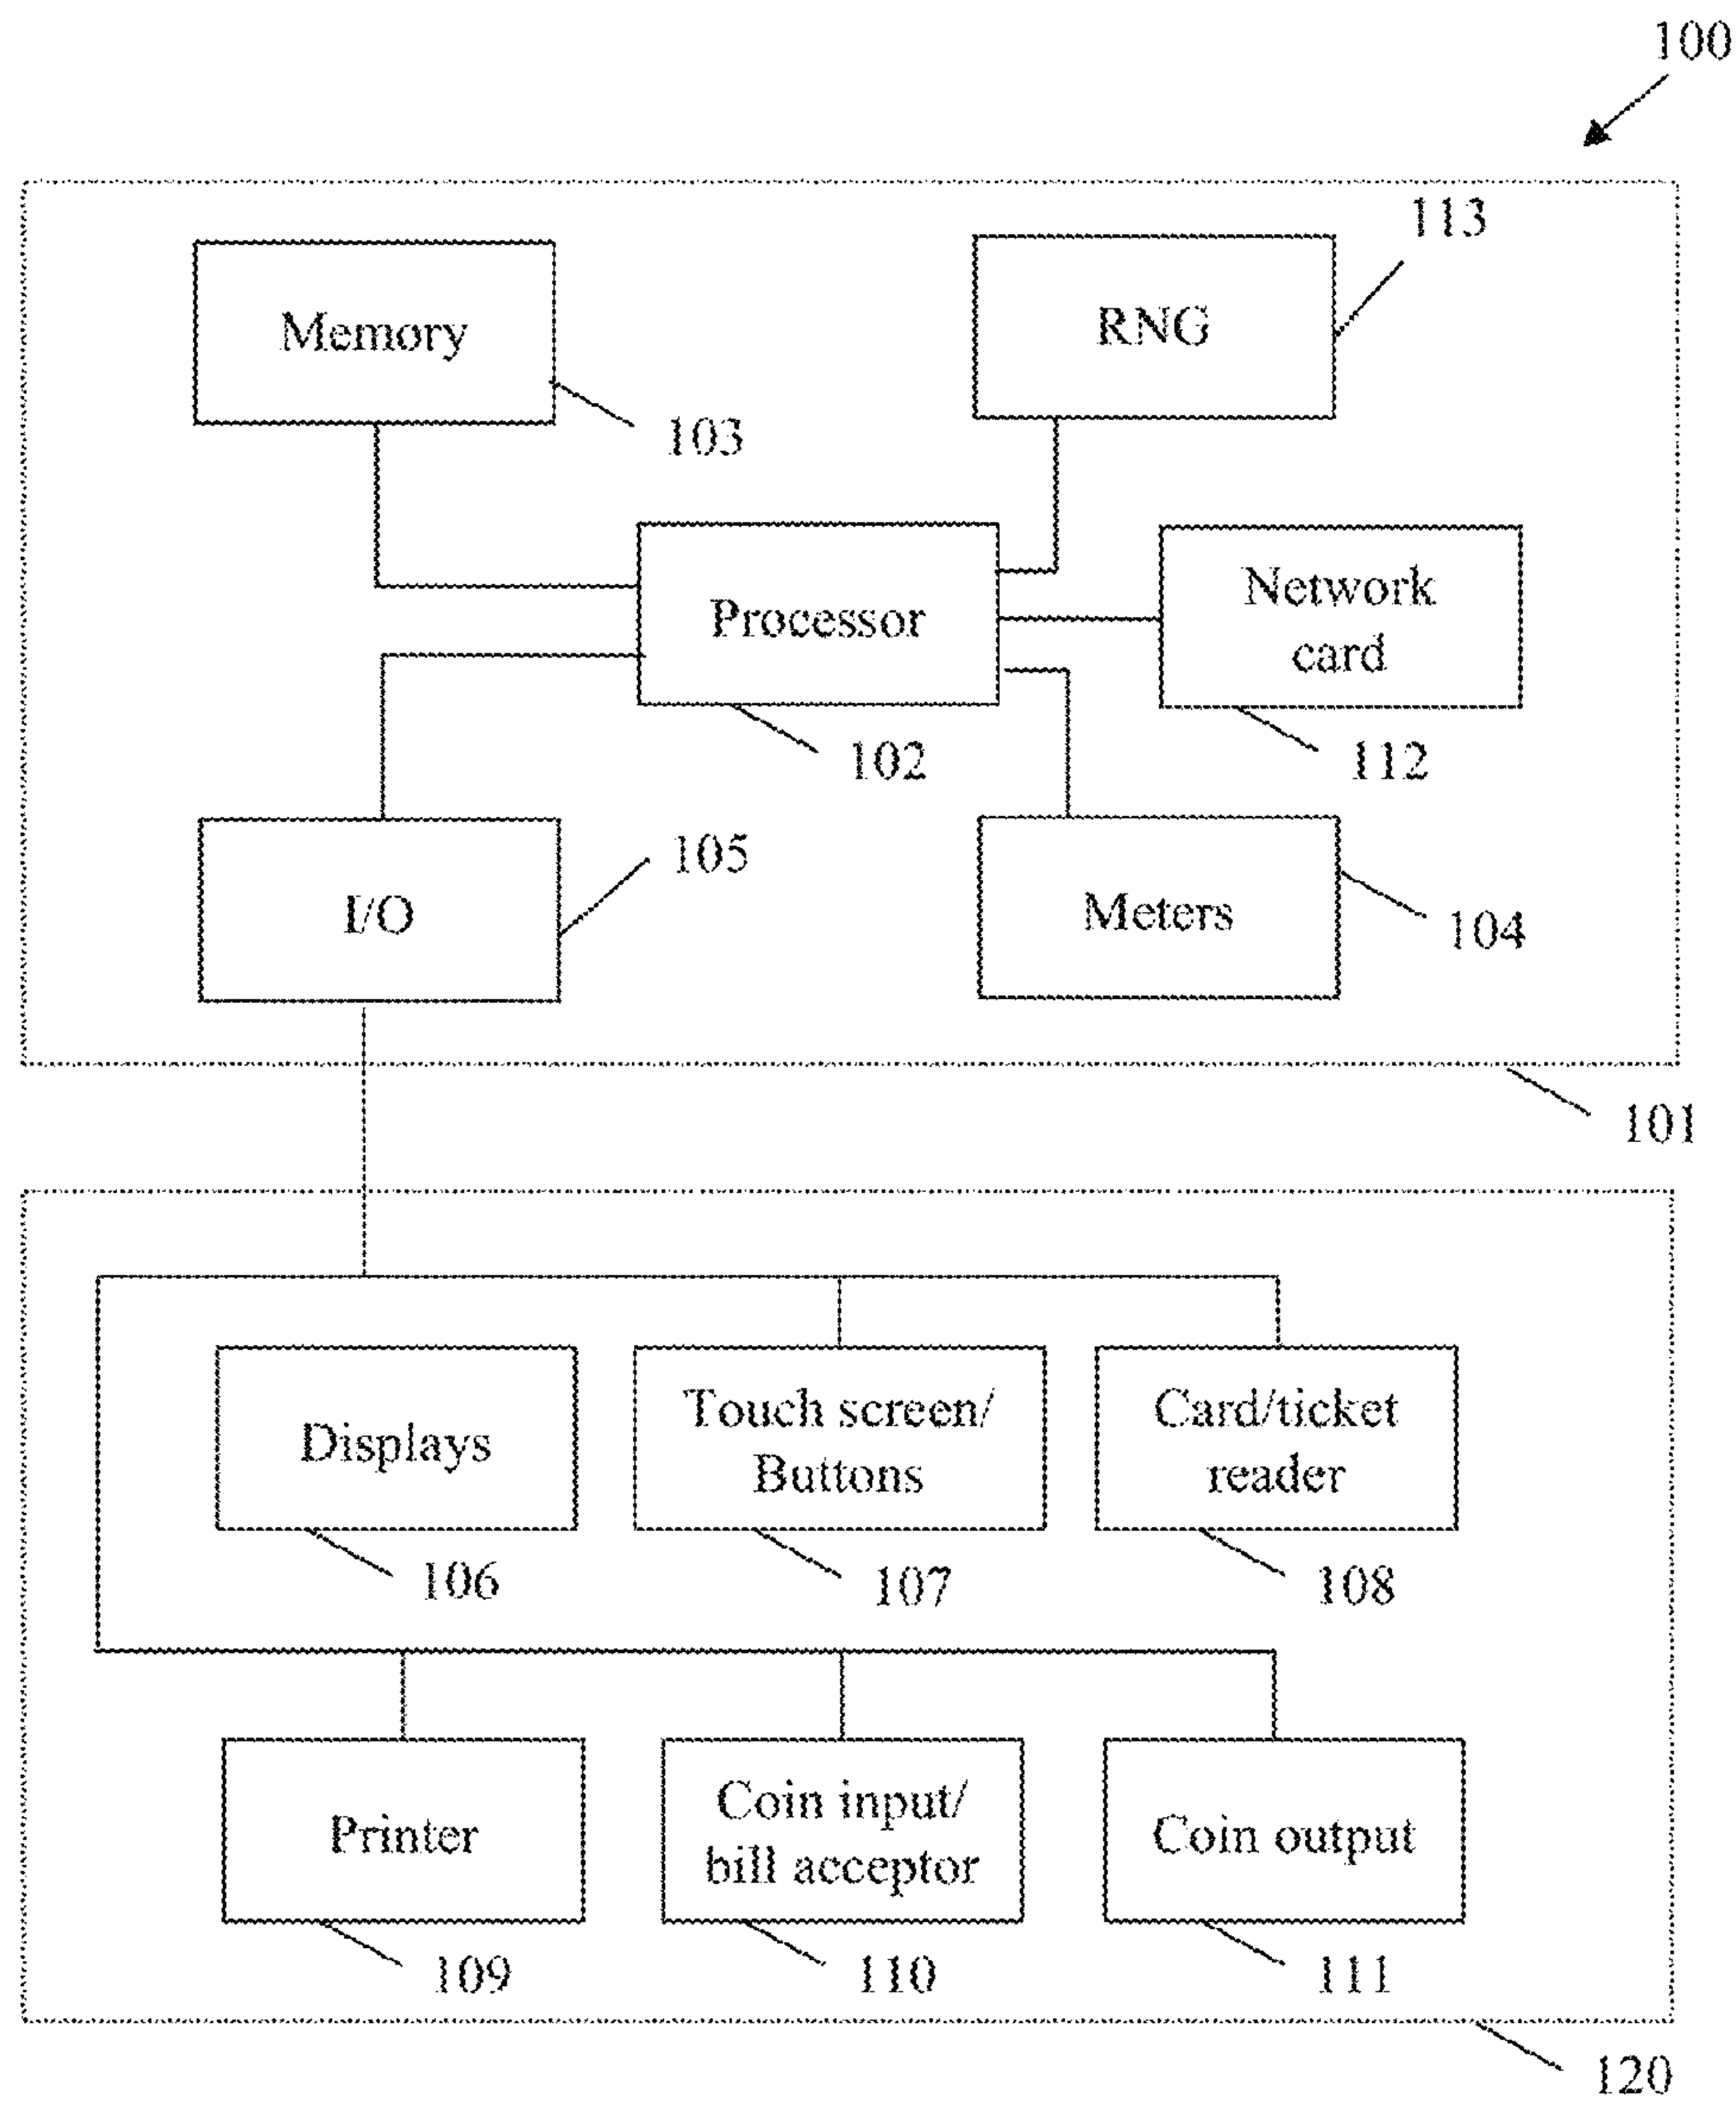 100
113
Memory
RNG
103
Processor
Network
card
102
112
I/O
105
Meters
104
101
Displays
Touch screen/
Buttons
Card/ticket
reader
106
107
108
Printer
Coin input/
bill acceptor
Coin output
109
110
111
120